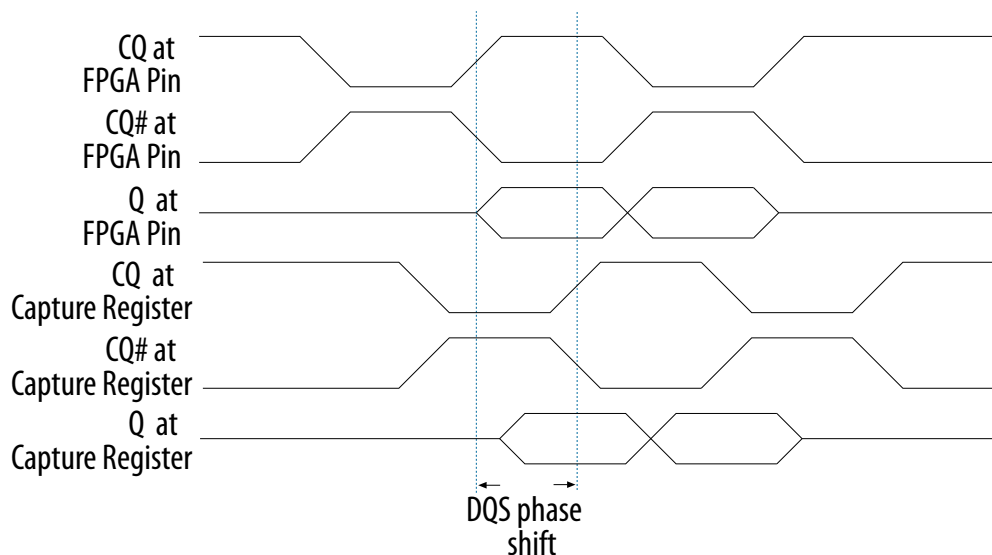 CQ at
FPGA Pin
CQ# at
FPGA Pin
Q at
FPGA Pin
CQ at
Capture Register
CQ# at
Capture Register
Q at
Capture Register
DQS phase
shift